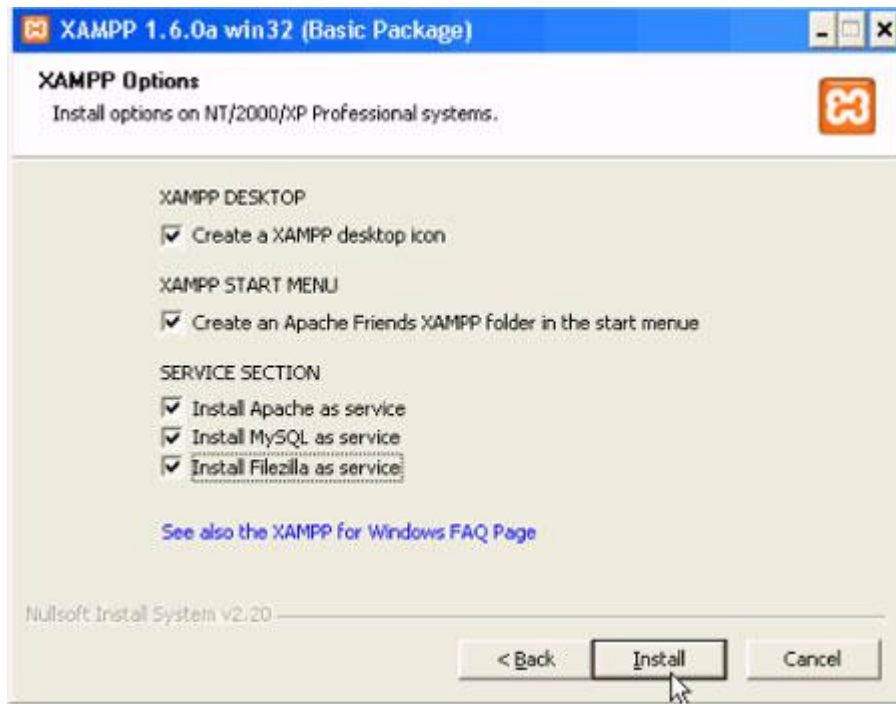 XAMPP 1.6.0a win32 (Basic Package)
XAMPP Options
Install options on NT/2000/XP Professional systems.
XAMPP DESKTOP
Create a XAMPP desktop icon
XAMPP START MENU
Create an Apache Friends XAMPP folder in the start menue
SERVICE SECTION
Install Apache as service
Install MySQL as service
Install Filezilla as service
See also the XAMPP for Windows FAQ Page
Nullsoft Install System v2.20
< Back Install Cancel